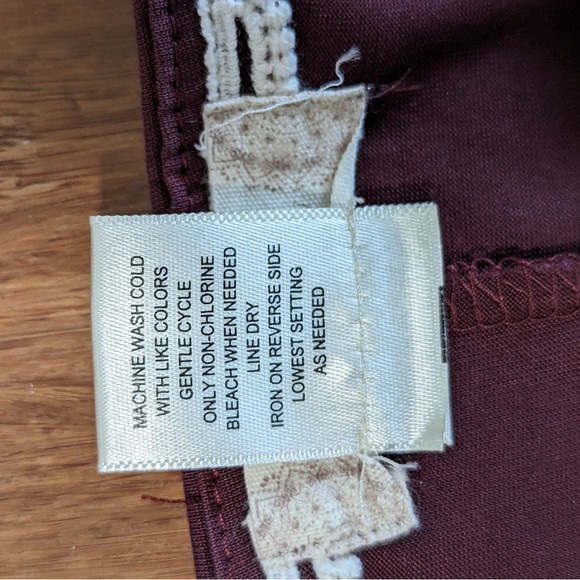 MACHINE WASH COLD
WITH LIKE COLORS
GENTLE CYCLE
ONLY NON-CHLORINE
BLEACH WHEN NEEDED
LINE DRY
IRON ON REVERSE SIDE
LOWEST SETTING
AS NEEDED